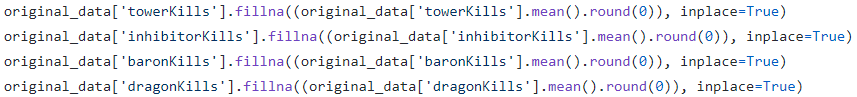 original_data['towerKills'].fillna((original_data['towerKills'].mean().round(0)), inplace=True)
original_data['inhibitorKills'].fillna((original_data['inhibitorKills'].mean().round(0)), inplace=True)
original_data['baronKills'].fillna((original_data['baronKills'].mean().round(0)), inplace=True)
original_data['dragonKills'].fillna((original_data['dragonKills'].mean().round(0)), inplace=True)